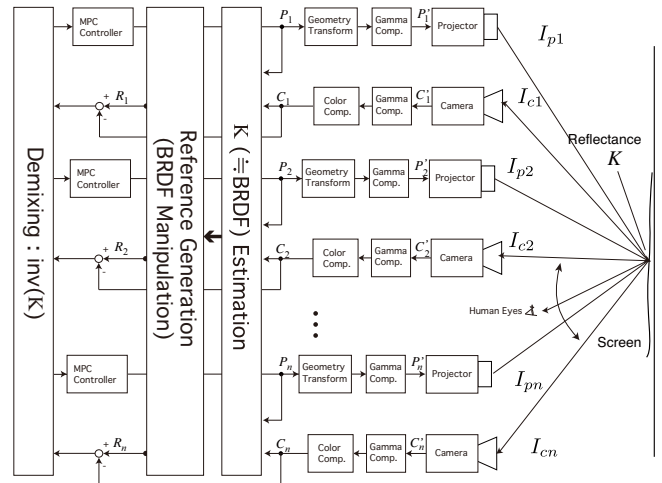 MPC
Controller
P1
Geometry
Transform
Gamma
Comp.
P'1
Projector
Ip1
+ R1
-
C1
Color
Comp.
Gamma
Comp.
C'1
Camera
Ic1
Reflectance
K
MPC
Controller
P2
Geometry
Transform
Gamma
Comp.
P'2
Projector
Ip2
+ R2
-
C2
Color
Comp.
Gamma
Comp.
C'2
Camera
Ic2
Human Eyes
Screen
MPC
Controller
Pn
Geometry
Transform
Gamma
Comp.
P'n
Projector
Ipn
+ Rn
-
Cn
Color
Comp.
Gamma
Comp.
C'n
Camera
Icn
Demixing : inv(K)
Reference Generation
(BRDF Manipulation)
K (≒BRDF) Estimation